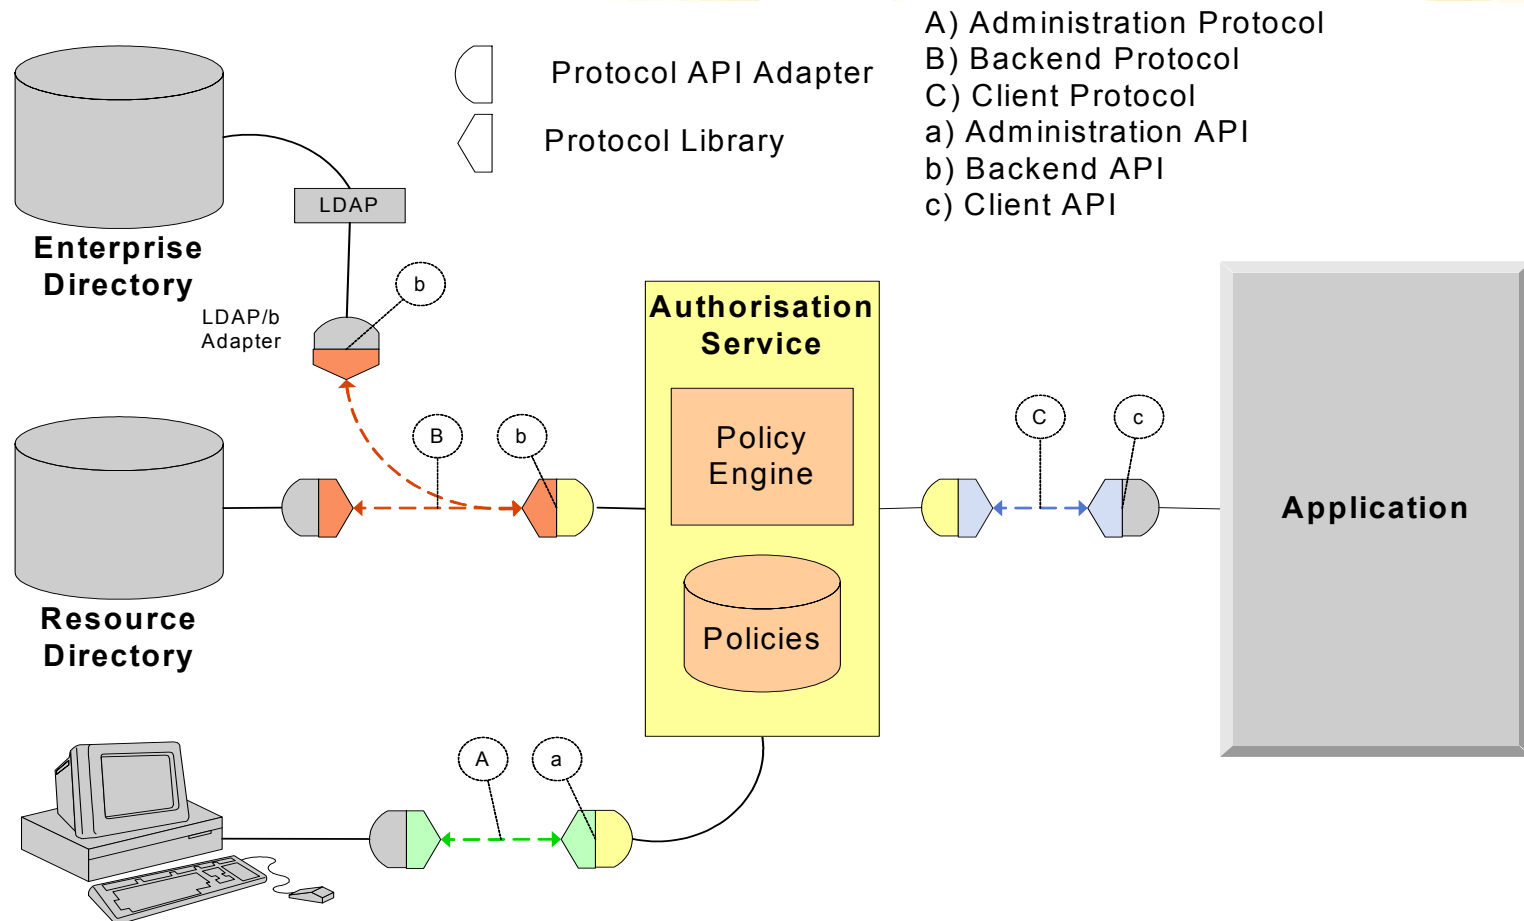 A) Administration Protocol
B) Backend Protocol
C) Client Protocol
a) Administration API
b) Backend API
c) Client API
Protocol API Adapter
Protocol Library
LDAP
Enterprise
Directory
b
LDAP/b
Adapter
Authorisation
Service
Policy
Engine
Policies
B
b
C
c
Application
Resource
Directory
A
a